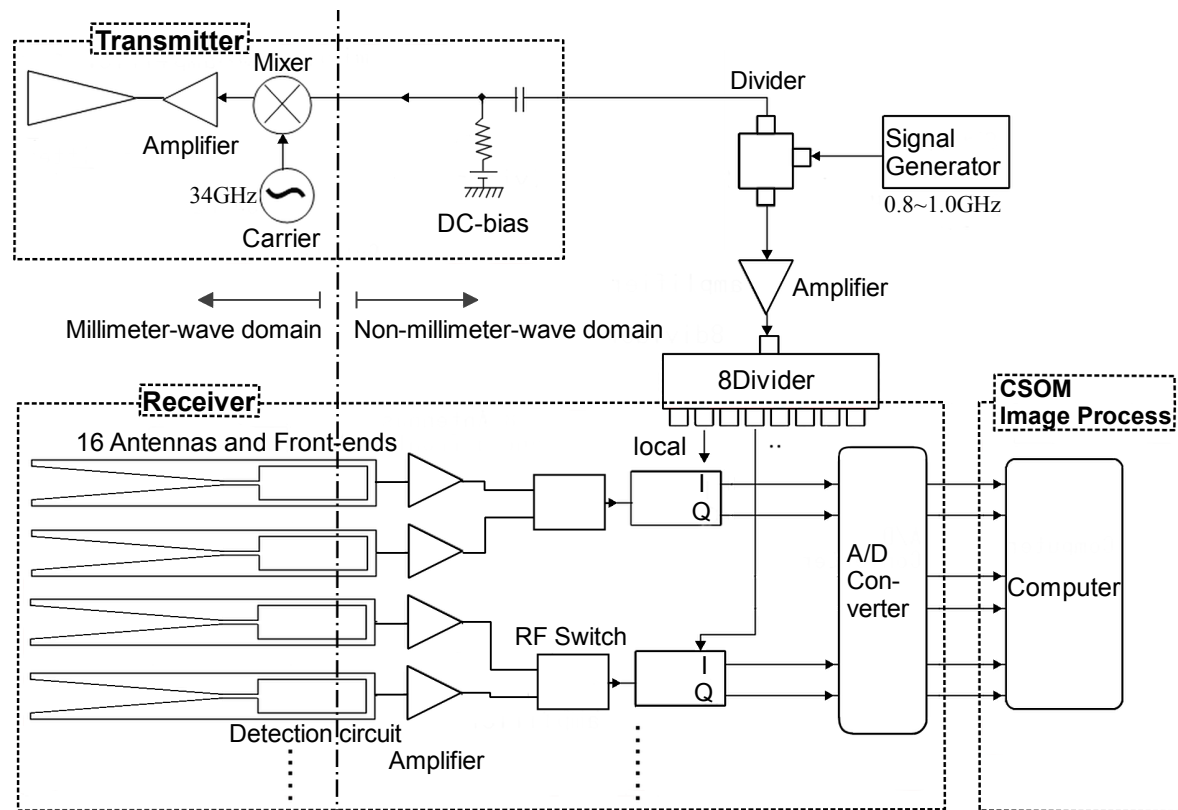 Transmitter
Mixer
Amplifier
34GHz
Carrier
DC-bias
Divider
Signal
Generator
0.8~1.0GHz
Amplifier
Millimeter-wave domain
Non-millimeter-wave domain
8Divider
Receiver
16 Antennas and Front-ends
local
..
I
Q
A/D
Con-
verter
RF Switch
I
Q
Detection circuit
Amplifier
CSOM
Image Process
Computer